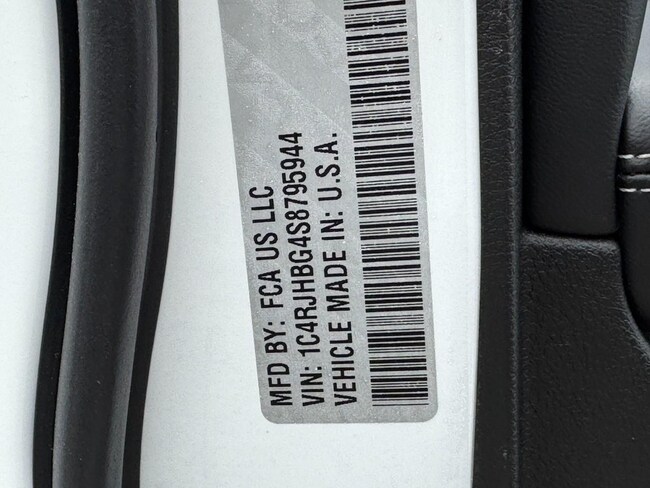 MFD BY: FCA US LLC
VIN: 1C4RJHBG4S8795944
VEHICLE MADE IN: U.S.A.